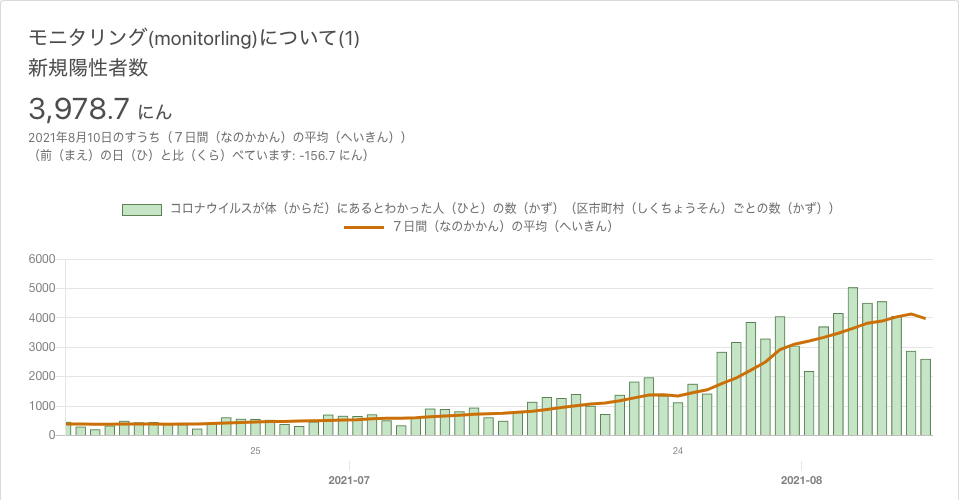 モニタリング(monitorling)について(1)
新規陽性者数
3,978.7 にん
2021年8月10日のすうち（７日間（なのかかん）の平均（へいきん））
（前（まえ）の日（ひ）と比（くら）べています: -156.7 にん）
コロナウイルスが体（からだ）にあるとわかった人（ひと）の数（かず）（区市町村（しくちょうそん）ごとの数（かず））
７日間（なのかかん）の平均（へいきん）
6000
5000
4000
3000
2000
1000
0
25 24
2021-07 2021-08